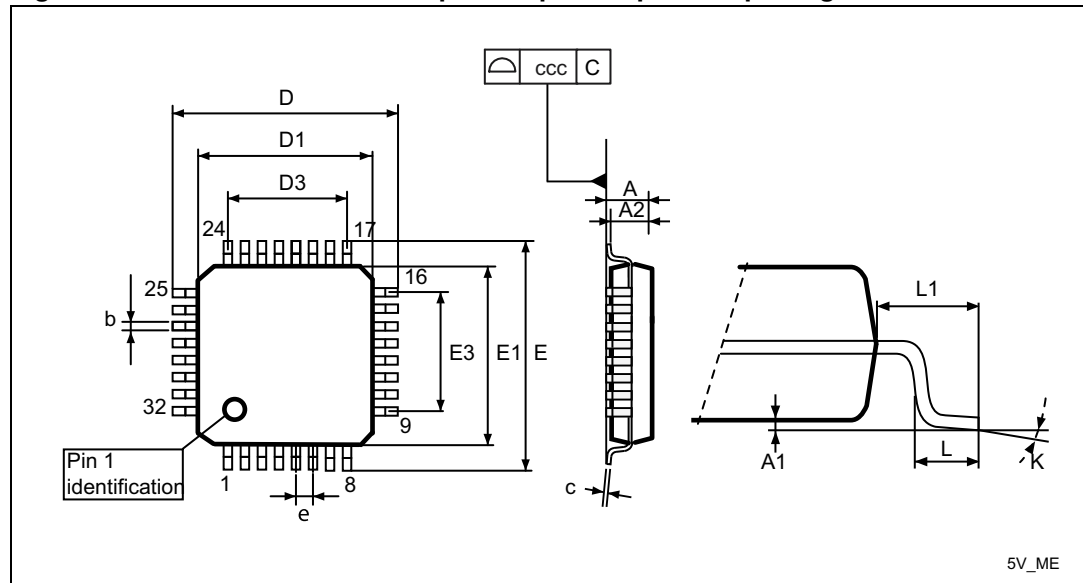 ccc C
D
D1
D3
A
A2
24 17
25 16
L1
b
E3 E1 E
32 9
Pin 1
identification
1 8
A1 L K
c
e
5V_ME